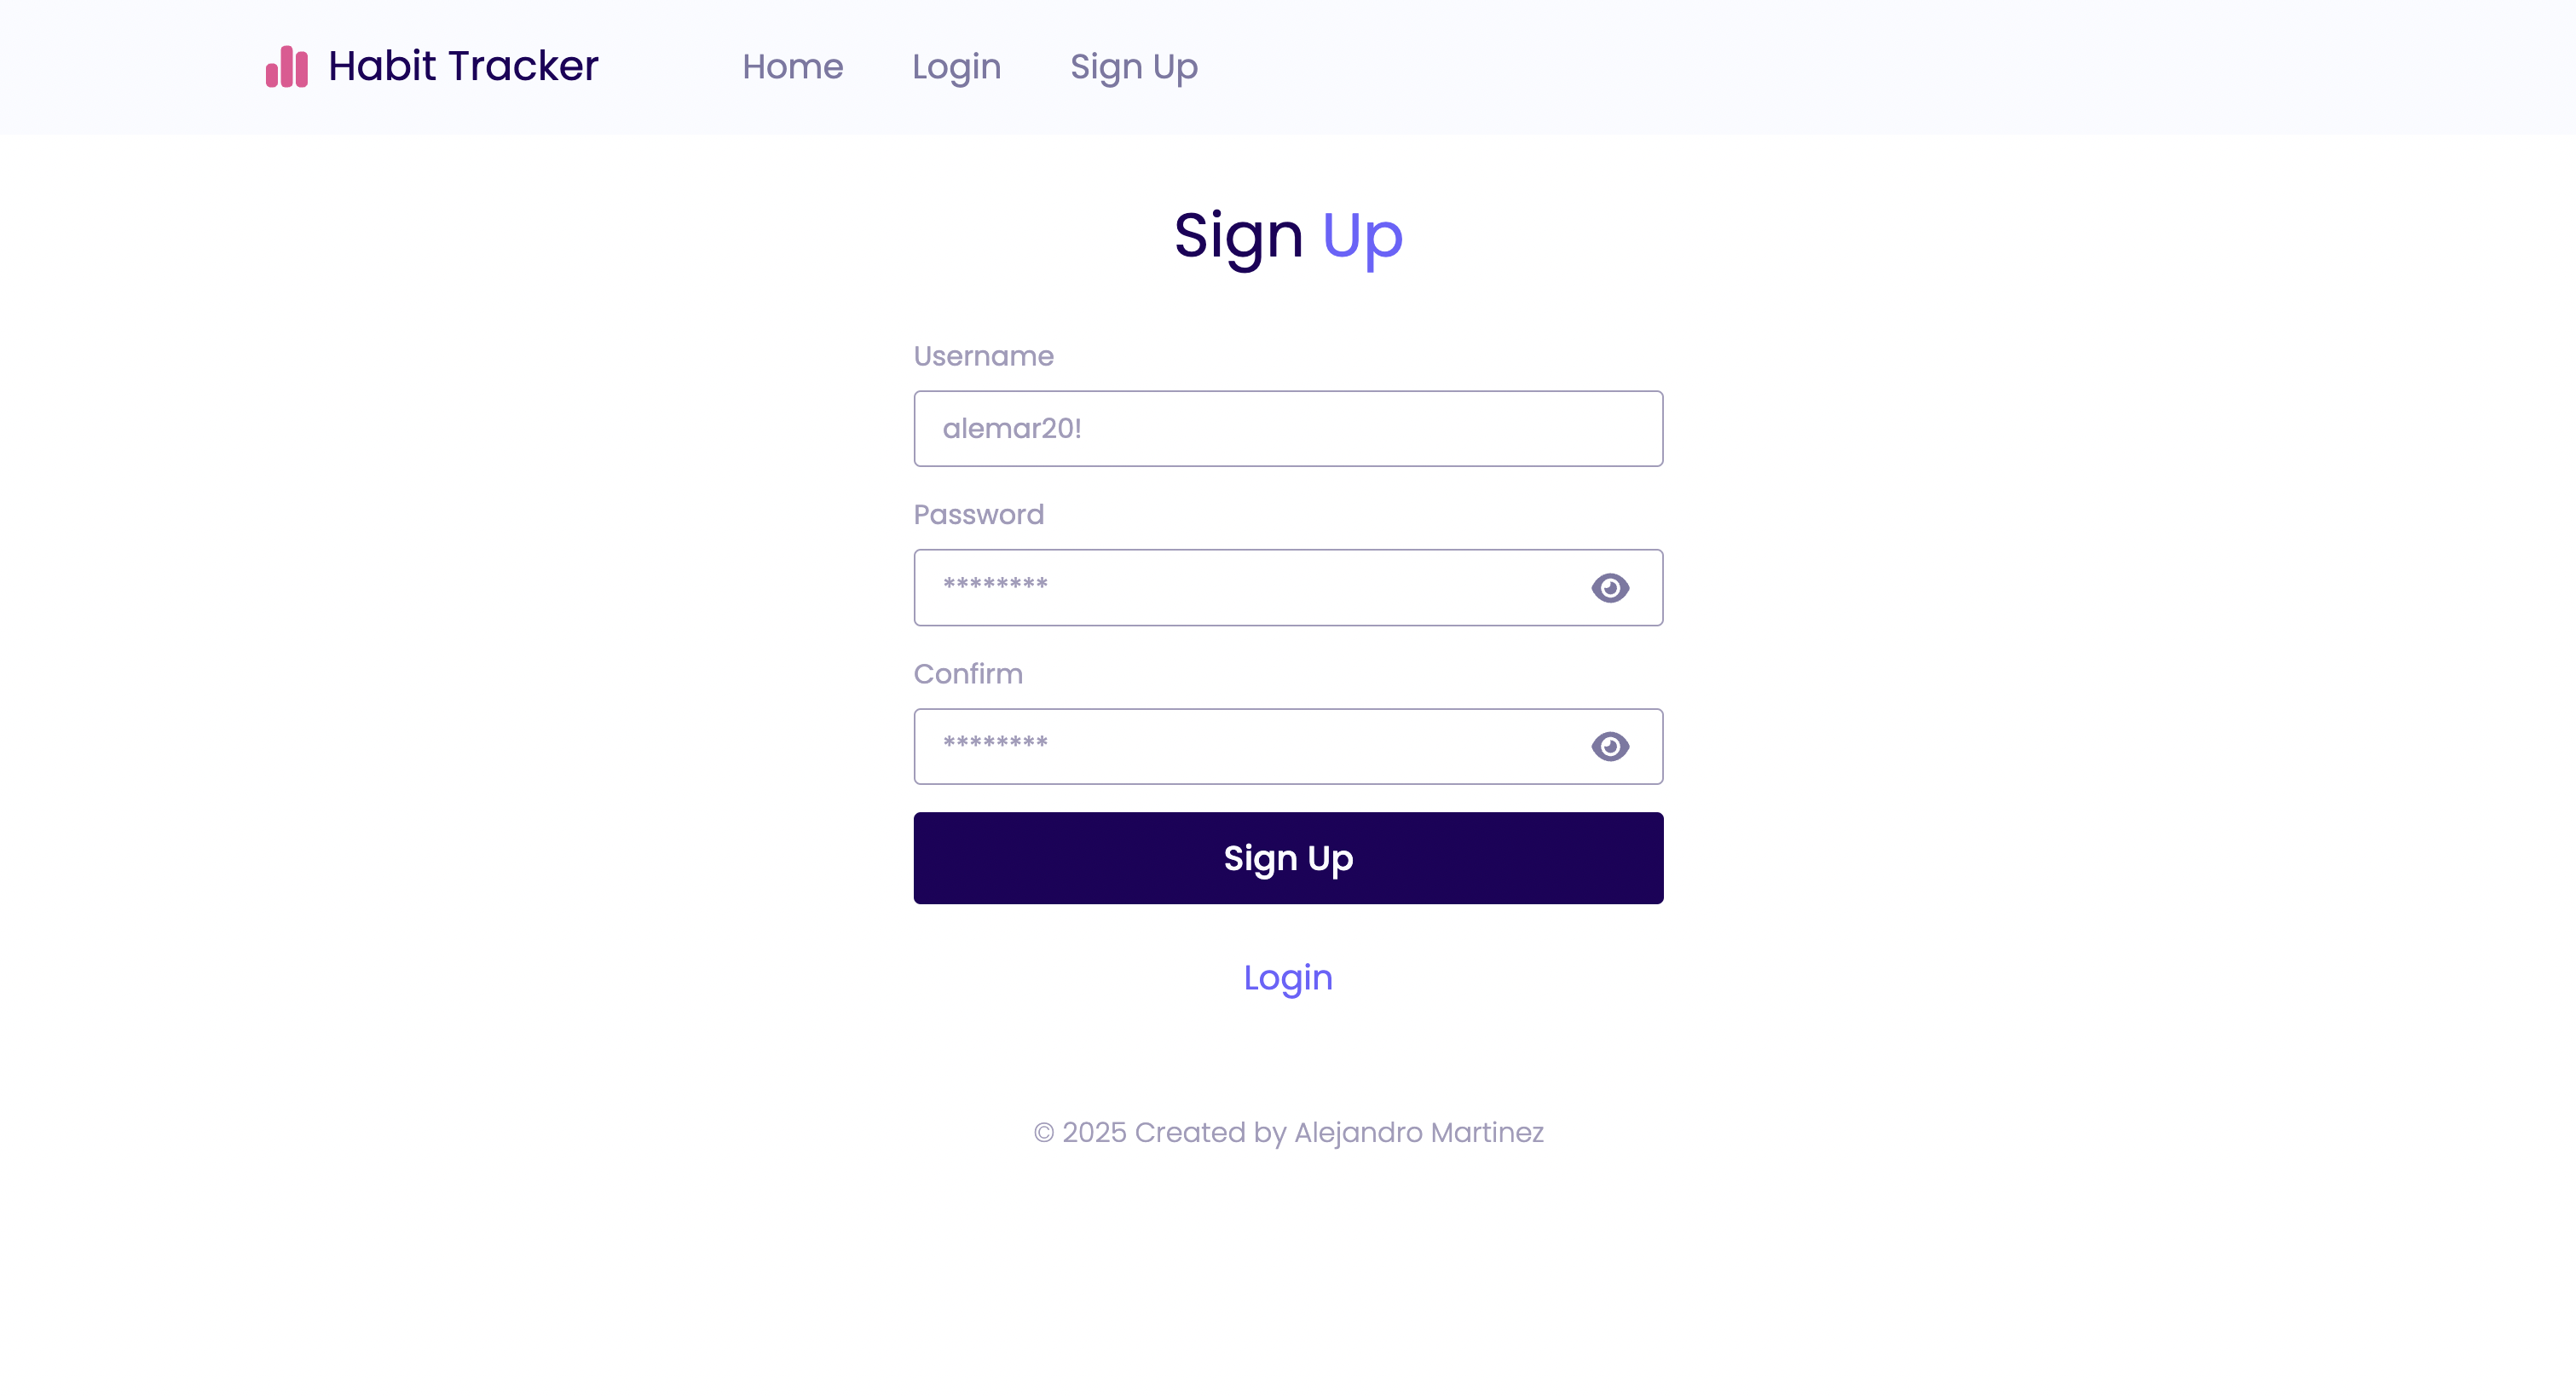 Habit Tracker Home Login Sign Up
Sign Up
Username
alemar20!
Password
********
Confirm
********
Sign Up
Login
© 2025 Created by Alejandro Martinez